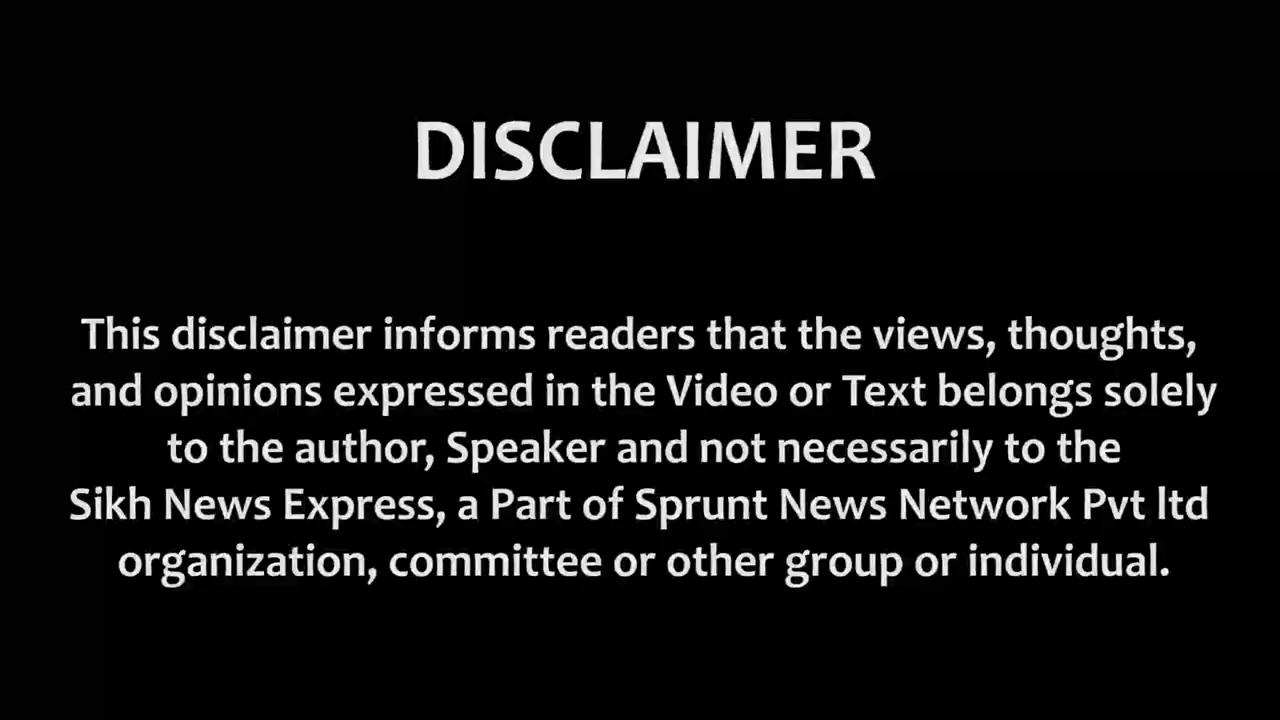 DISCLAIMER
This disclaimer informs readers that the views, thoughts,
and opinions expressed in the Video or Text belongs solely
to the author, Speaker and not necessarily to the
Sikh News Express, a Part of Sprunt News Network Pvt ltd
organization, committee or other group or individual.